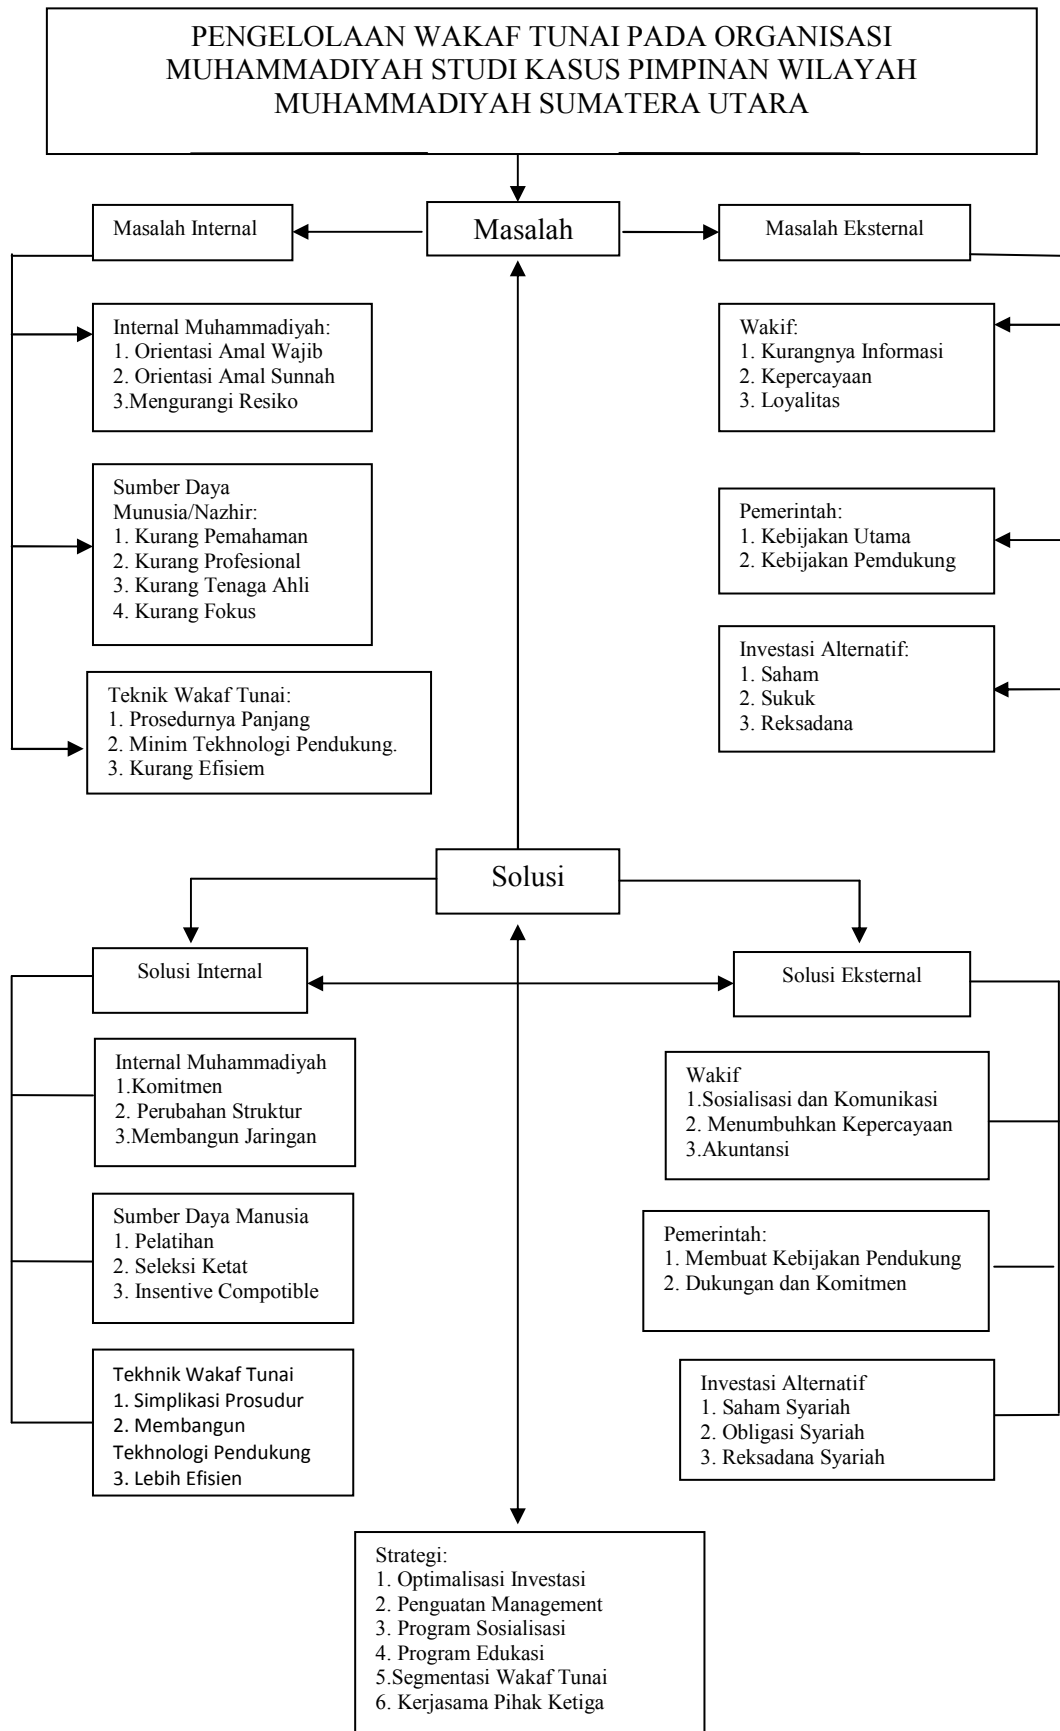 PENGELOLAAN WAKAF TUNAI PADA ORGANISASI
MUHAMMADIYAH STUDI KASUS PIMPINAN WILAYAH
MUHAMMADIYAH SUMATERA UTARA
Masalah Internal
Masalah
Masalah Eksternal
Internal Muhammadiyah:
1. Orientasi Amal Wajib
2. Orientasi Amal Sunnah
3.Mengurangi Resiko
Wakif:
1. Kurangnya Informasi
2. Kepercayaan
3. Loyalitas
Sumber Daya
Munusia/Nazhir:
1. Kurang Pemahaman
2. Kurang Profesional
3. Kurang Tenaga Ahli
4. Kurang Fokus
Pemerintah:
1. Kebijakan Utama
2. Kebijakan Pemdukung
Teknik Wakaf Tunai:
1. Prosedurnya Panjang
2. Minim Tekhnologi Pendukung.
3. Kurang Efisiem
Investasi Alternatif:
1. Saham
2. Sukuk
3. Reksadana
Solusi
Solusi Internal
Solusi Eksternal
Internal Muhammadiyah
1.Komitmen
2. Perubahan Struktur
3.Membangun Jaringan
Wakif
1.Sosialisasi dan Komunikasi
2. Menumbuhkan Kepercayaan
3.Akuntansi
Sumber Daya Manusia
1. Pelatihan
2. Seleksi Ketat
3. Insentive Compotible
Pemerintah:
1. Membuat Kebijakan Pendukung
2. Dukungan dan Komitmen
Tekhnik Wakaf Tunai
1. Simplikasi Prosudur
2. Membangun
Tekhnologi Pendukung
3. Lebih Efisien
Investasi Alternatif
1. Saham Syariah
2. Obligasi Syariah
3. Reksadana Syariah
Strategi:
1. Optimalisasi Investasi
2. Penguatan Management
3. Program Sosialisasi
4. Program Edukasi
5.Segmentasi Wakaf Tunai
6. Kerjasama Pihak Ketiga